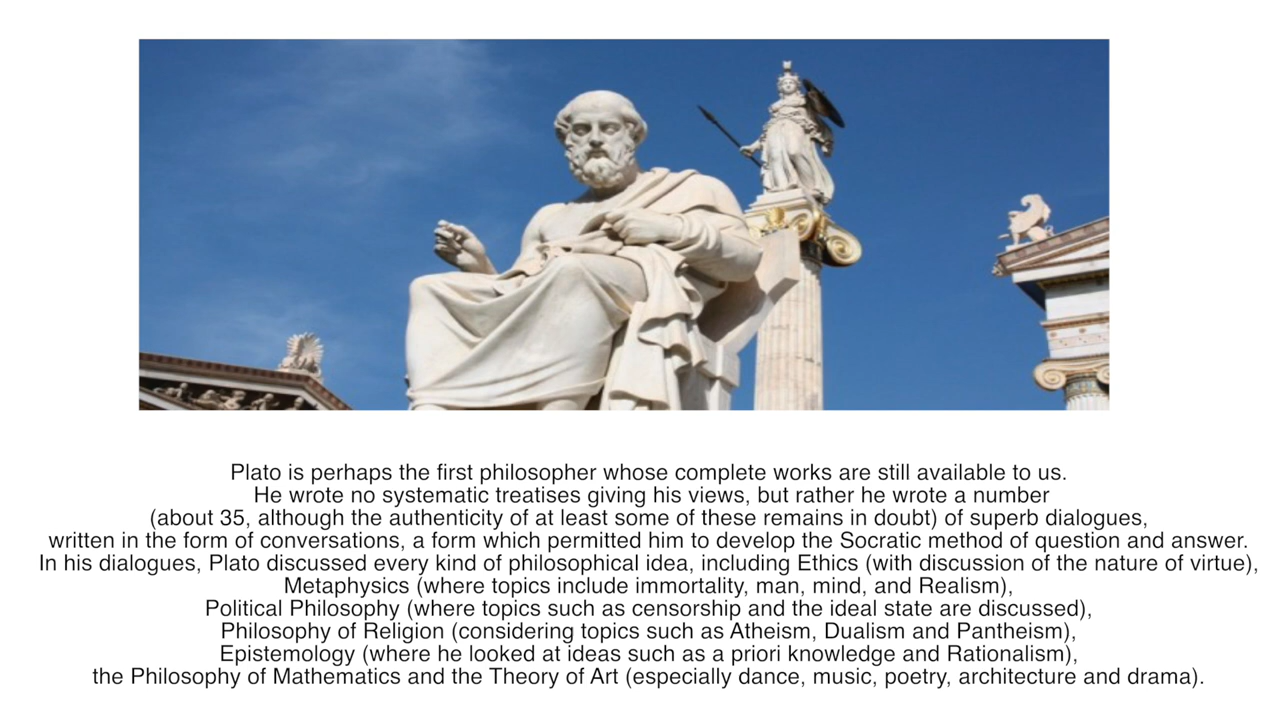 Plato is perhaps the first philosopher whose complete works are still available to us.
He wrote no systematic treatises giving his views, but rather he wrote a number
(about 35, although the authenticity of at least some of these remains in doubt) of superb dialogues,
written in the form of conversations, a form which permitted him to develop the Socratic method of question and answer.
In his dialogues, Plato discussed every kind of philosophical idea, including Ethics (with discussion of the nature of virtue),
Metaphysics (where topics include immortality, man, mind, and Realism),
Political Philosophy (where topics such as censorship and the ideal state are discussed),
Philosophy of Religion (considering topics such as Atheism, Dualism and Pantheism),
Epistemology (where he looked at ideas such as a priori knowledge and Rationalism),
the Philosophy of Mathematics and the Theory of Art (especially dance, music, poetry, architecture and drama).